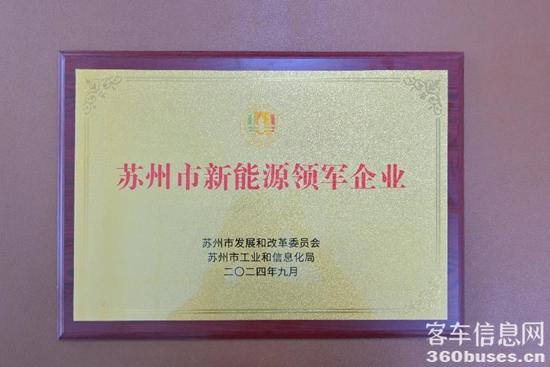 苏州市新能源领军企业
苏州市发展和改革委员会
苏州市工业和信息化局
二〇二四年九月
客车信息网
360buses.cn